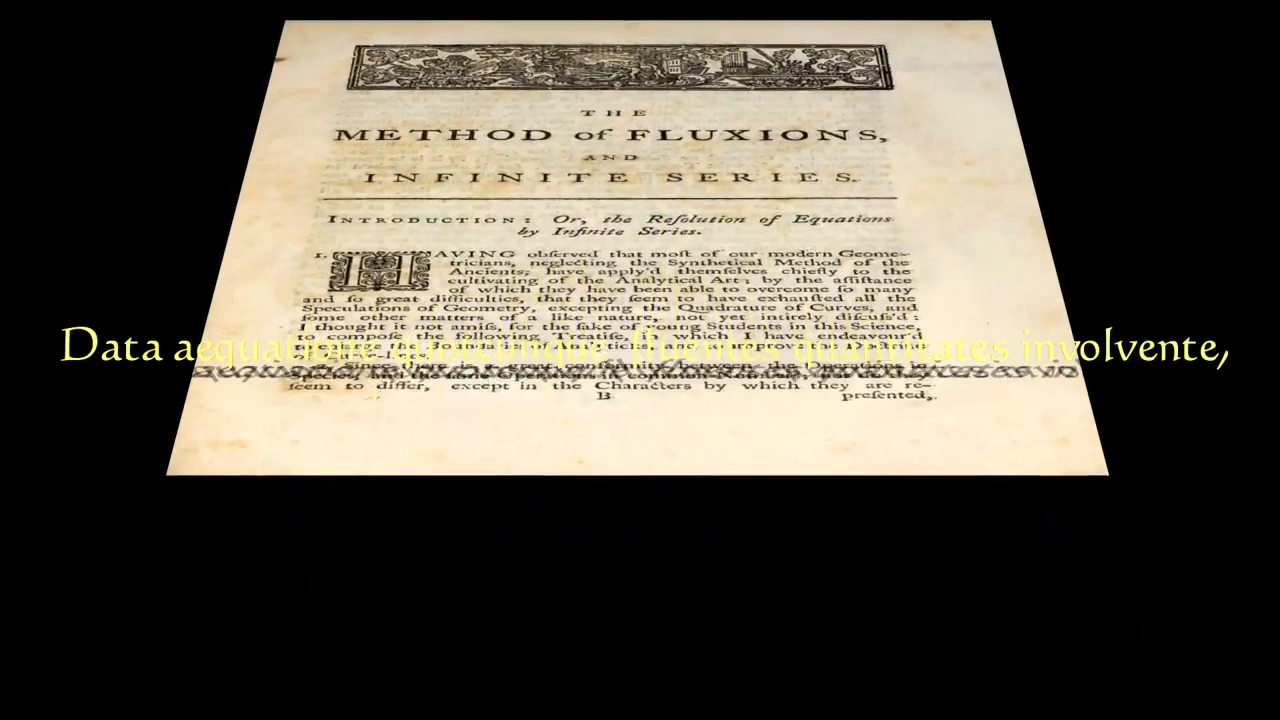 THE
METHOD of FLUXIONS,
AND
INFINITE SERIES.
INTRODUCTION: Or, the Reſolution of Equations
by Infinite Series.
1. HAVING obſerved that moſt of our modern Geome-
tricians, neglecting the Synthetical Method of the
Ancients, have apply'd themſelves chiefly to the
cultivating of the Analytical Art; by the aſſiſtance
of which they have been able to overcome ſo many
and ſo great difficulties, that they ſeem to have exhauſted all the
Speculations of Geometry, excepting the Quadrature of Curves, and
ſome other matters of a like nature, not yet intirely diſcuſs'd:
I thought it not amiſs, for the ſake of Young Students in this Science,
to compoſe the following Treatiſe, in which I have endeavour'd
Data aequatione quotcunque fluentes quantitates involvente,
ſeem to differ, except in the Characters by which they are re-
B
preſented,